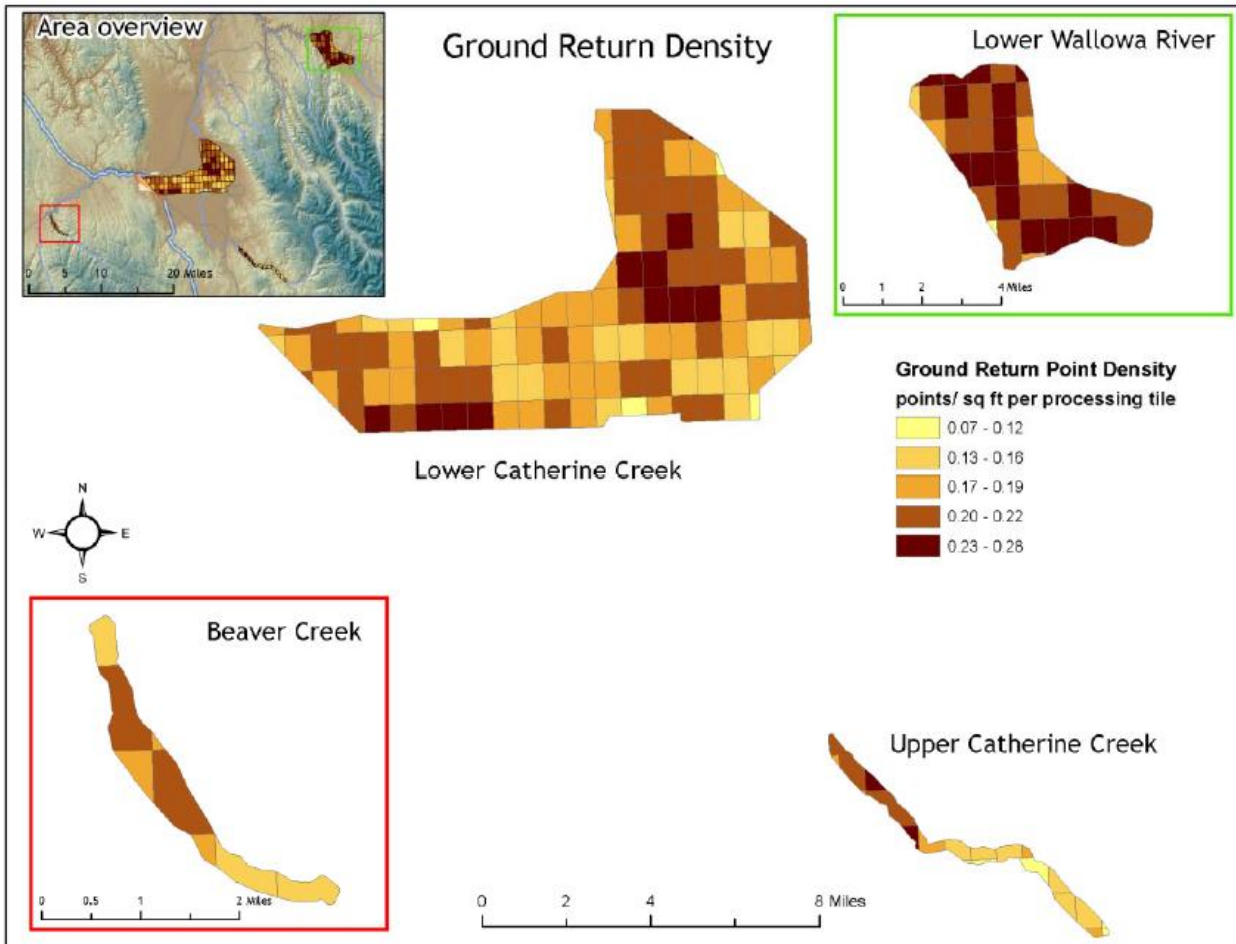 Area overview
0 5 10 20 Miles
Ground Return Density
Lower Wallowa River
0 1 2 4 Miles
Lower Catherine Creek
Ground Return Point Density
points/ sq ft per processing tile
0.07 - 0.12
0.13 - 0.16
0.17 - 0.19
0.20 - 0.22
0.23 - 0.28
N
W E
S
Beaver Creek
0 0.5 1 2 Miles
Upper Catherine Creek
0 2 4 8 Miles